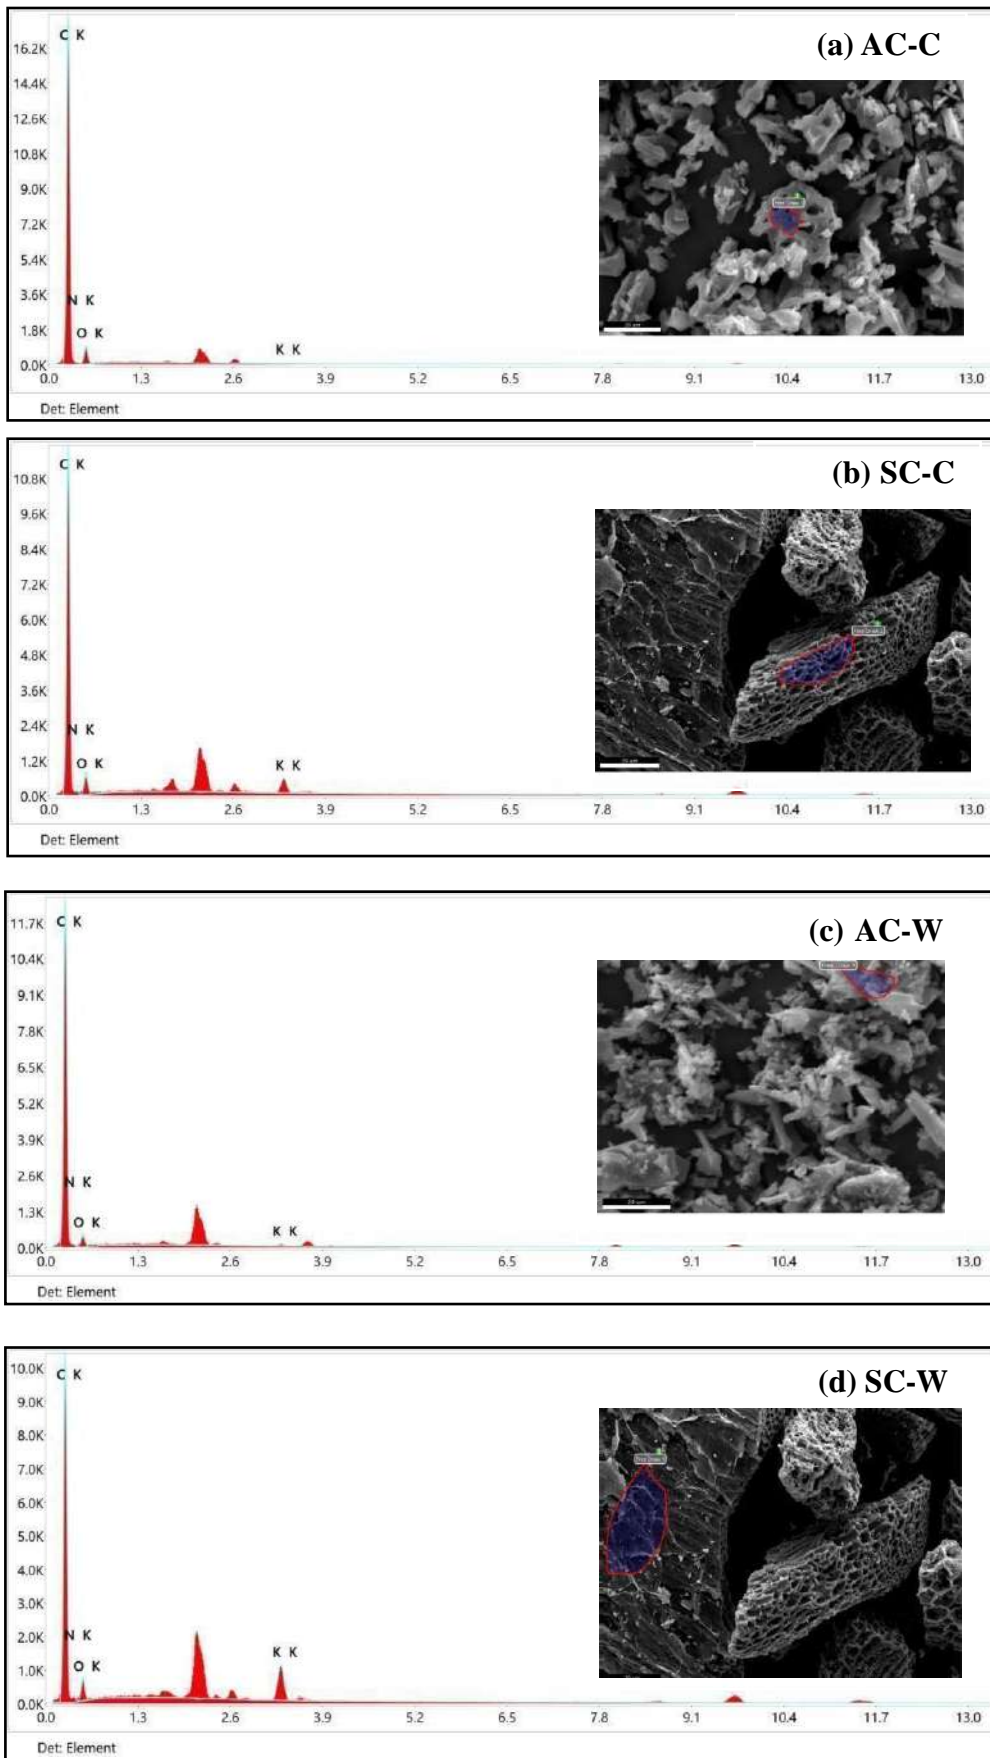 C K
(a) AC-C
16.2K
14.4K
12.6K
10.8K
9.0K
7.2K
5.4K
3.6K
N K
1.8K
O K
K K
0.0K
0.0 1.3 2.6 3.9 5.2 6.5 7.8 9.1 10.4 11.7 13.0
Det: Element
C K
(b) SC-C
10.8K
9.6K
8.4K
7.2K
6.0K
4.8K
3.6K
2.4K
N K
1.2K
O K
K K
0.0K
0.0 1.3 2.6 3.9 5.2 6.5 7.8 9.1 10.4 11.7 13.0
Det: Element
11.7K
C K
(c) AC-W
10.4K
9.1K
7.8K
6.5K
5.2K
3.9K
2.6K
N K
1.3K
O K
K K
0.0K
0.0 1.3 2.6 3.9 5.2 6.5 7.8 9.1 10.4 11.7 13.0
Det: Element
10.0K
C K
(d) SC-W
9.0K
8.0K
7.0K
6.0K
5.0K
4.0K
3.0K
2.0K
N K
K K
1.0K
O K
0.0K
0.0 1.3 2.6 3.9 5.2 6.5 7.8 9.1 10.4 11.7 13.0
Det: Element